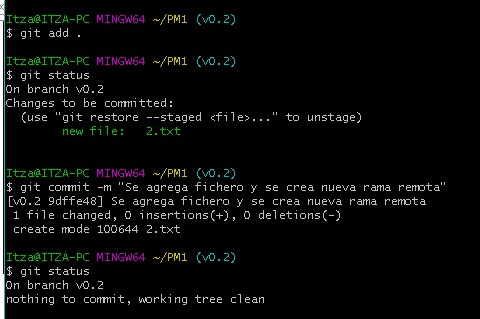 Itza@ITZA-PC MINGW64 ~/PM1 (v0.2)
$ git add .
Itza@ITZA-PC MINGW64 ~/PM1 (v0.2)
$ git status
On branch v0.2
Changes to be committed:
  (use "git restore --staged <file>..." to unstage)
        new file:   2.txt
Itza@ITZA-PC MINGW64 ~/PM1 (v0.2)
$ git commit -m "Se agrega fichero y se crea nueva rama remota"
[v0.2 9dffe48] Se agrega fichero y se crea nueva rama remota
 1 file changed, 0 insertions(+), 0 deletions(-)
 create mode 100644 2.txt
Itza@ITZA-PC MINGW64 ~/PM1 (v0.2)
$ git status
On branch v0.2
nothing to commit, working tree clean